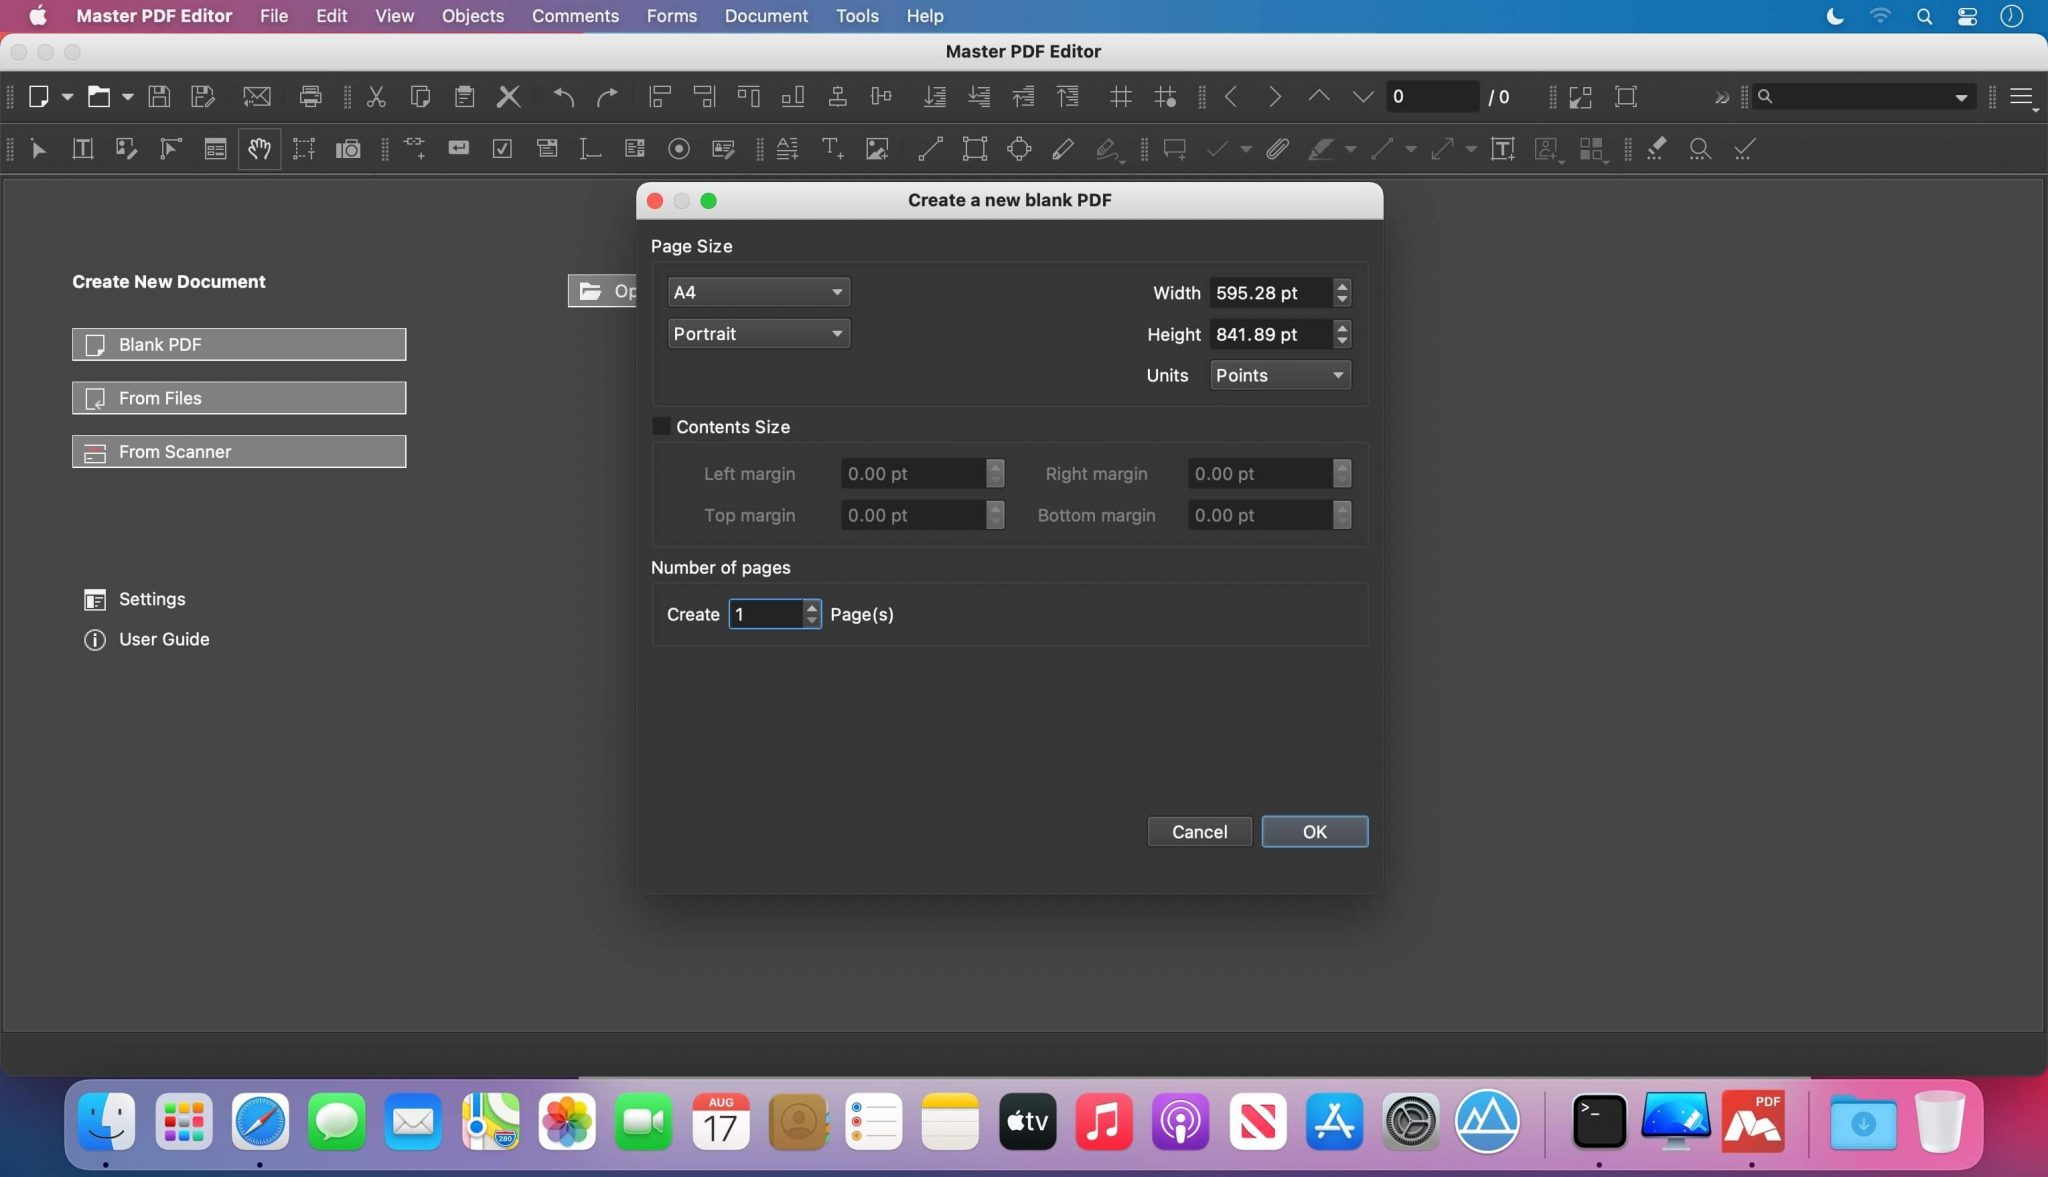 Master PDF Editor File Edit View Objects Comments Forms Document Tools Help
Master PDF Editor
0 / 0
Create a new blank PDF
Page Size
Create New Document
Op
A4
Width 595.28 pt
Portrait
Height 841.89 pt
Blank PDF
Units Points
From Files
Contents Size
From Scanner
Left margin 0.00 pt Right margin 0.00 pt
Top margin 0.00 pt Bottom margin 0.00 pt
Number of pages
Settings
Create 1 Page(s)
User Guide
Cancel OK
AUG
17
280
tv
>_
PDF